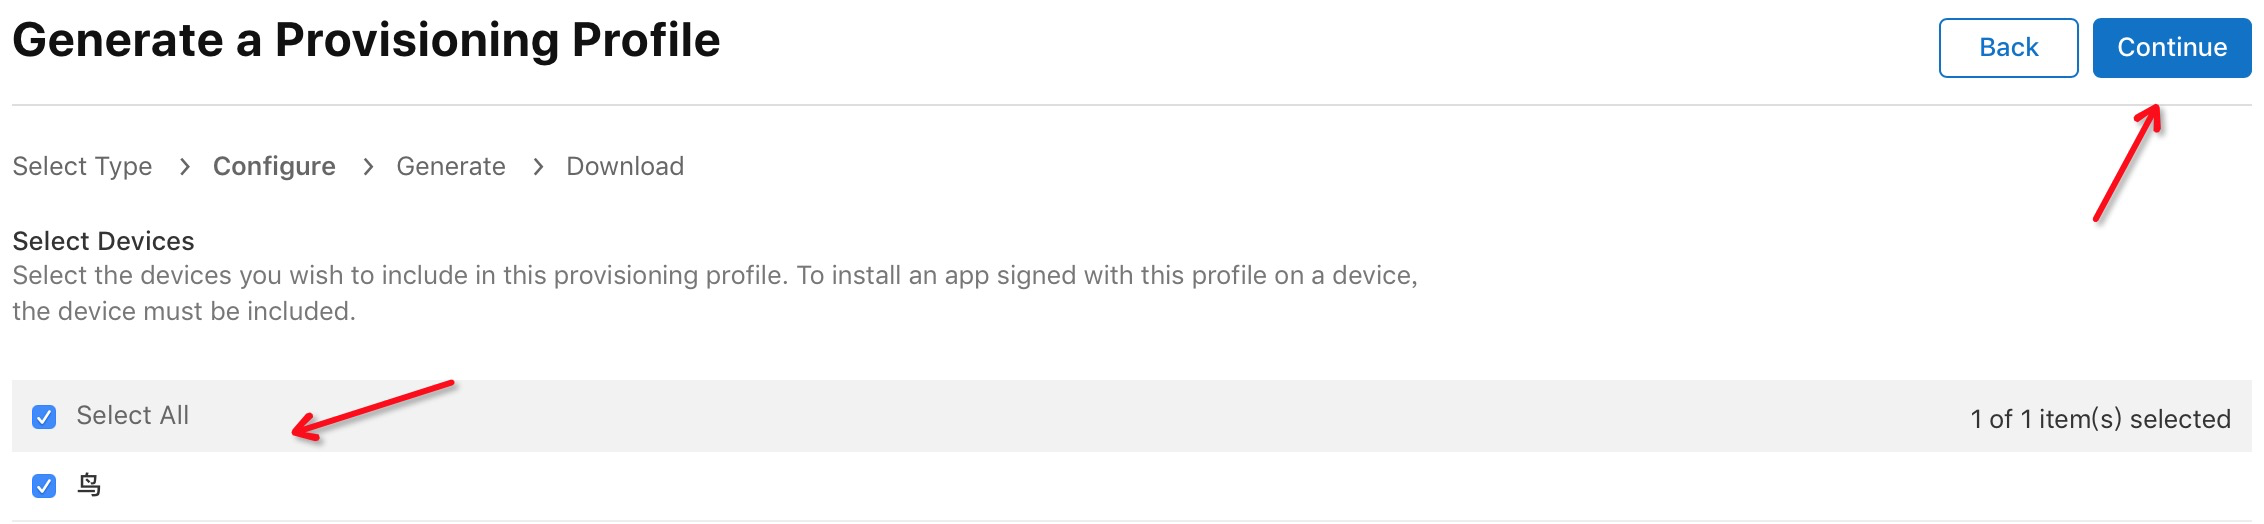 Generate a Provisioning Profile
Back
Continue
Select Type > Configure > Generate > Download
Select Devices
Select the devices you wish to include in this provisioning profile. To install an app signed with this profile on a device,
the device must be included.
Select All
1 of 1 item(s) selected
鸟